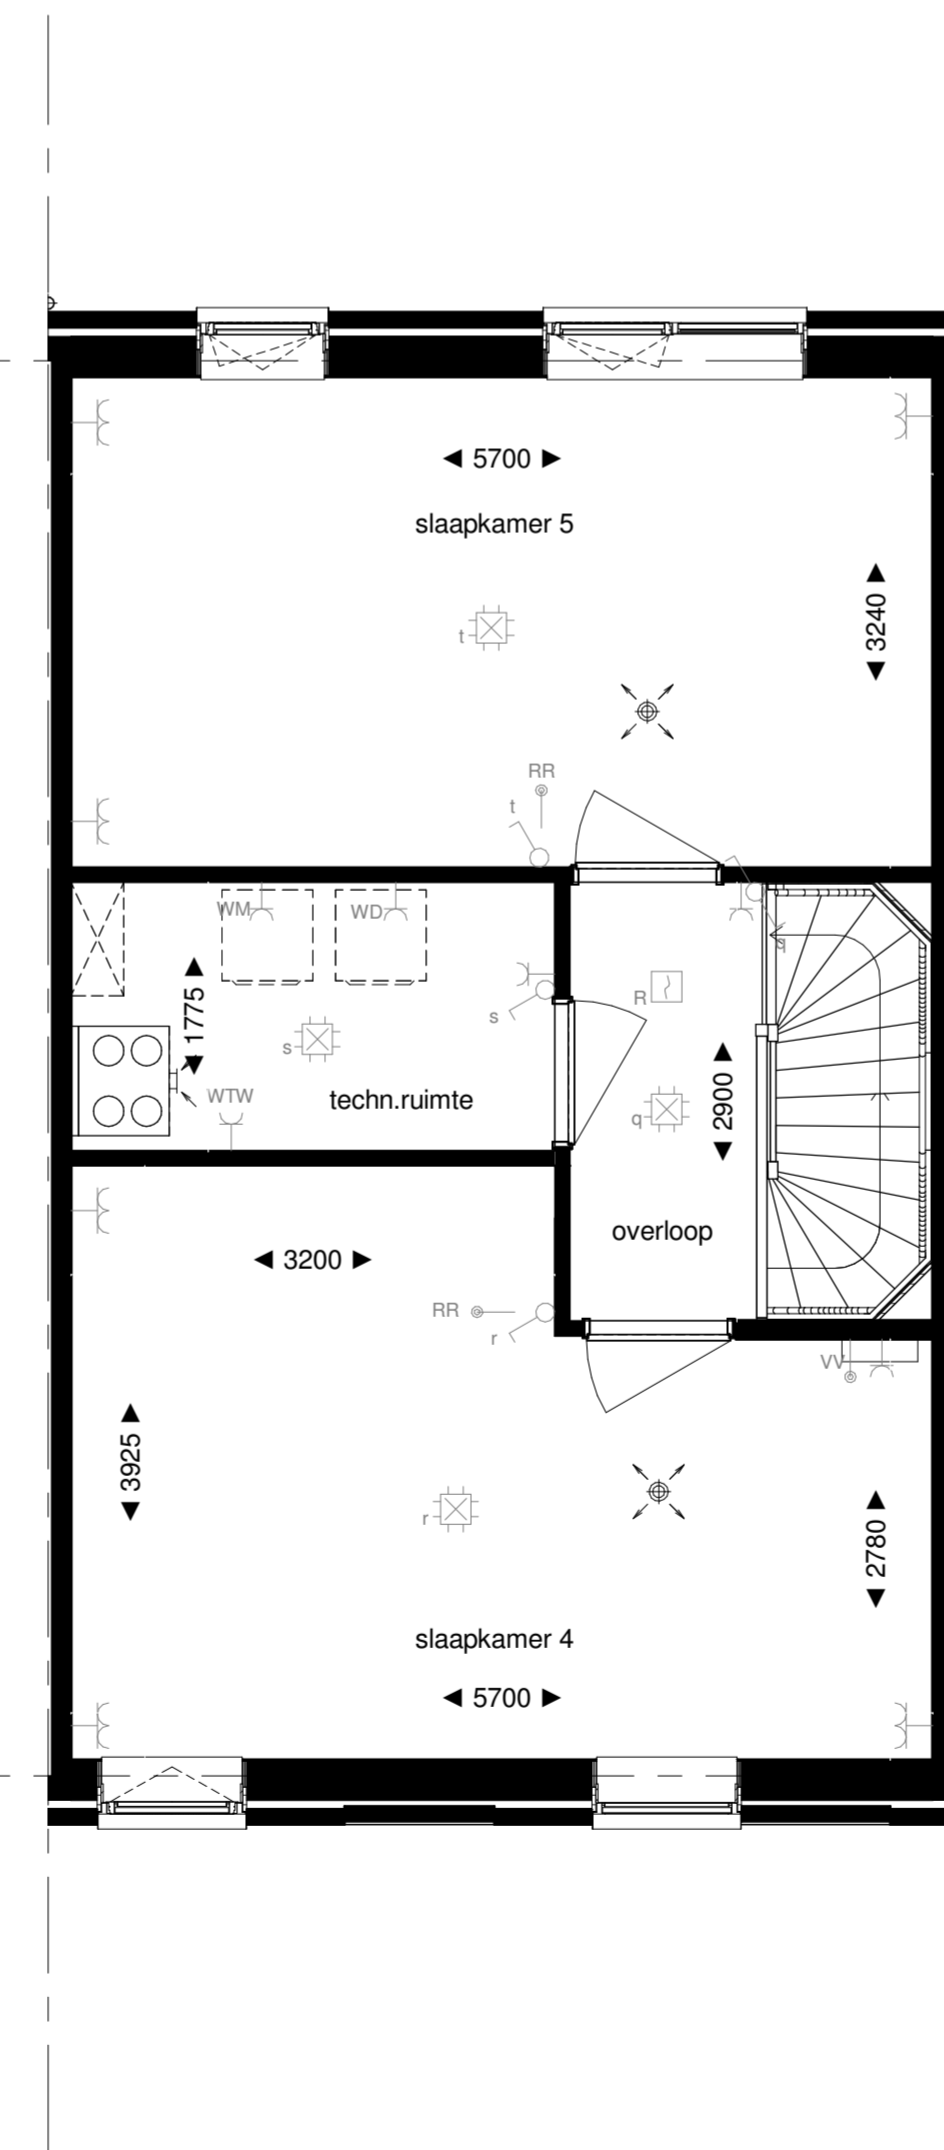 5700
slaapkamer 5
3240
t
RR
t
WM
WD
q
1775
s
R
s
WTW
techn.ruimte
q
2900
overloop
3200
RR
r
VV
3925
r
2780
slaapkamer 4
5700